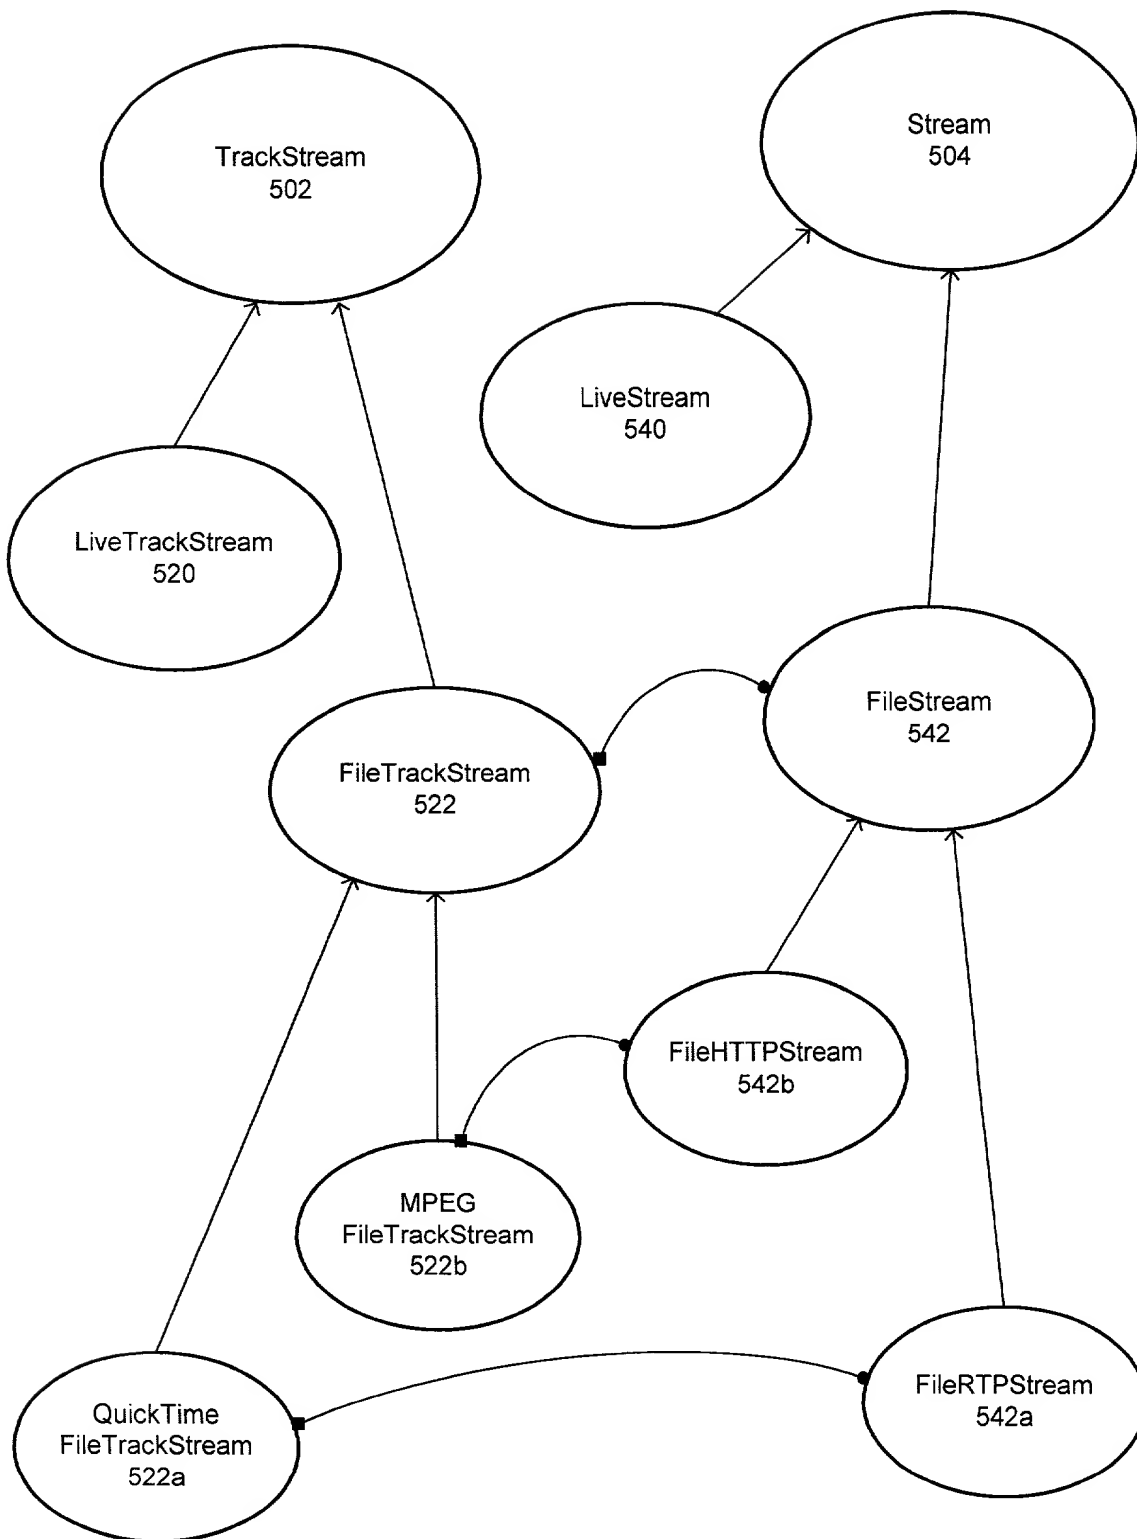 Stream
504
TrackStream
502
LiveStream
540
LiveTrackStream
520
FileStream
542
FileTrackStream
522
FileHTTPStream
542b
MPEG
FileTrackStream
522b
FileRTPStream
542a
QuickTime
FileTrackStream
522a